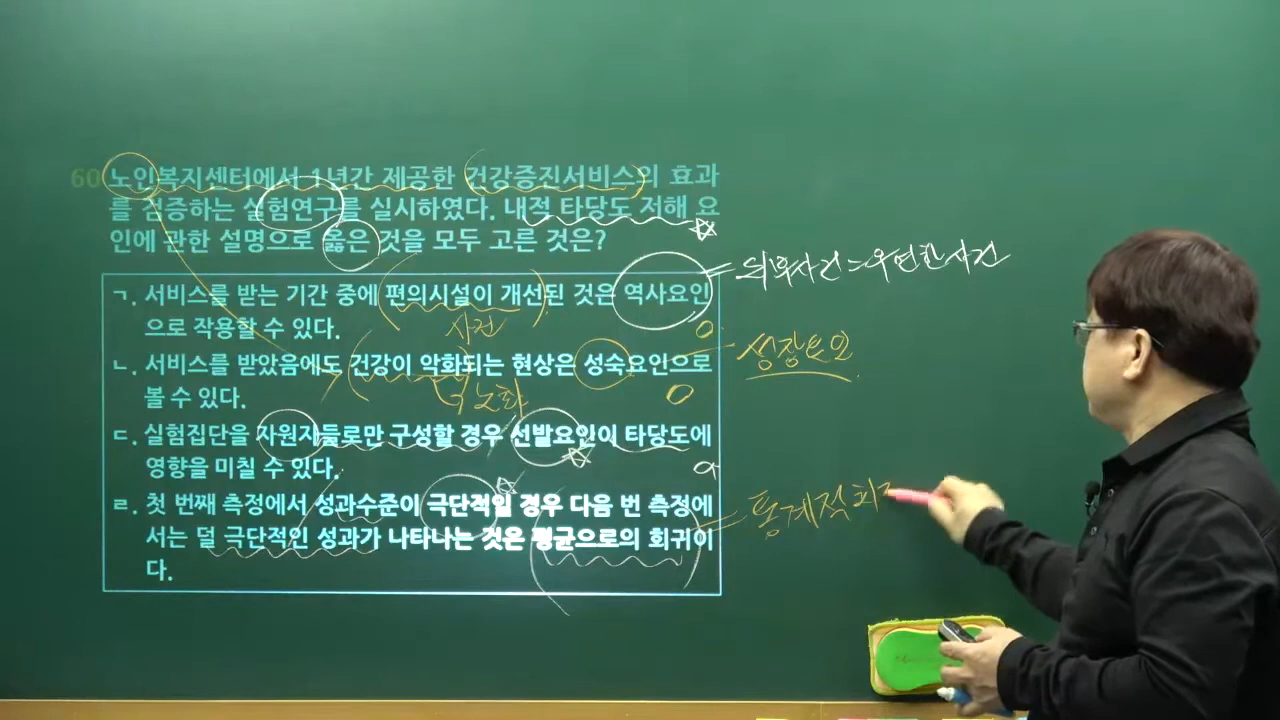 60 노인복지센터에서 1년간 제공한 건강증진서비스의 효과
를 검증하는 실험연구를 실시하였다. 내적 타당도 저해 요
인에 관한 설명으로 옳은 것을 모두 고른 것은?
ㄱ. 서비스를 받는 기간 중에 편의시설이 개선된 것은 역사요인
으로 작용할 수 있다.
사건
= 외부사건 = 우연한 사건
ㄴ. 서비스를 받았음에도 건강이 악화되는 현상은 성숙요인으로
볼 수 있다.
노화
성장요인
ㄷ. 실험집단을 자원자들로만 구성할 경우 선발요인이 타당도에
영향을 미칠 수 있다.
ㄹ. 첫 번째 측정에서 성과수준이 극단적일 경우 다음 번 측정에
서는 덜 극단적인 성과가 나타나는 것은 평균으로의 회귀이
다.
= 통계적 회